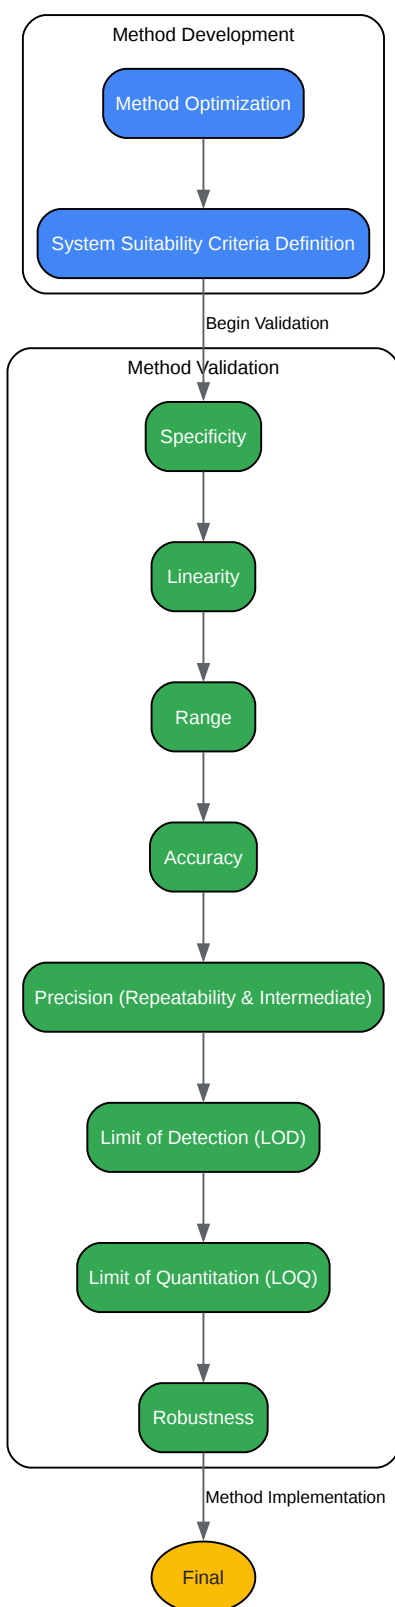 Method Development
Method Optimization
System Suitability Criteria Definition
Begin Validation
Method Validation
Specificity
Linearity
Range
Accuracy
Precision (Repeatability & Intermediate)
Limit of Detection (LOD)
Limit of Quantitation (LOQ)
Robustness
Method Implementation
Final